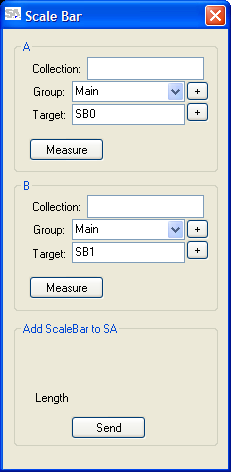 SA Scale Bar
A
Collection:
Group: Main +
Target: SB0 +
Measure
B
Collection:
Group: Main +
Target: SB1 +
Measure
Add ScaleBar to SA
Length
Send